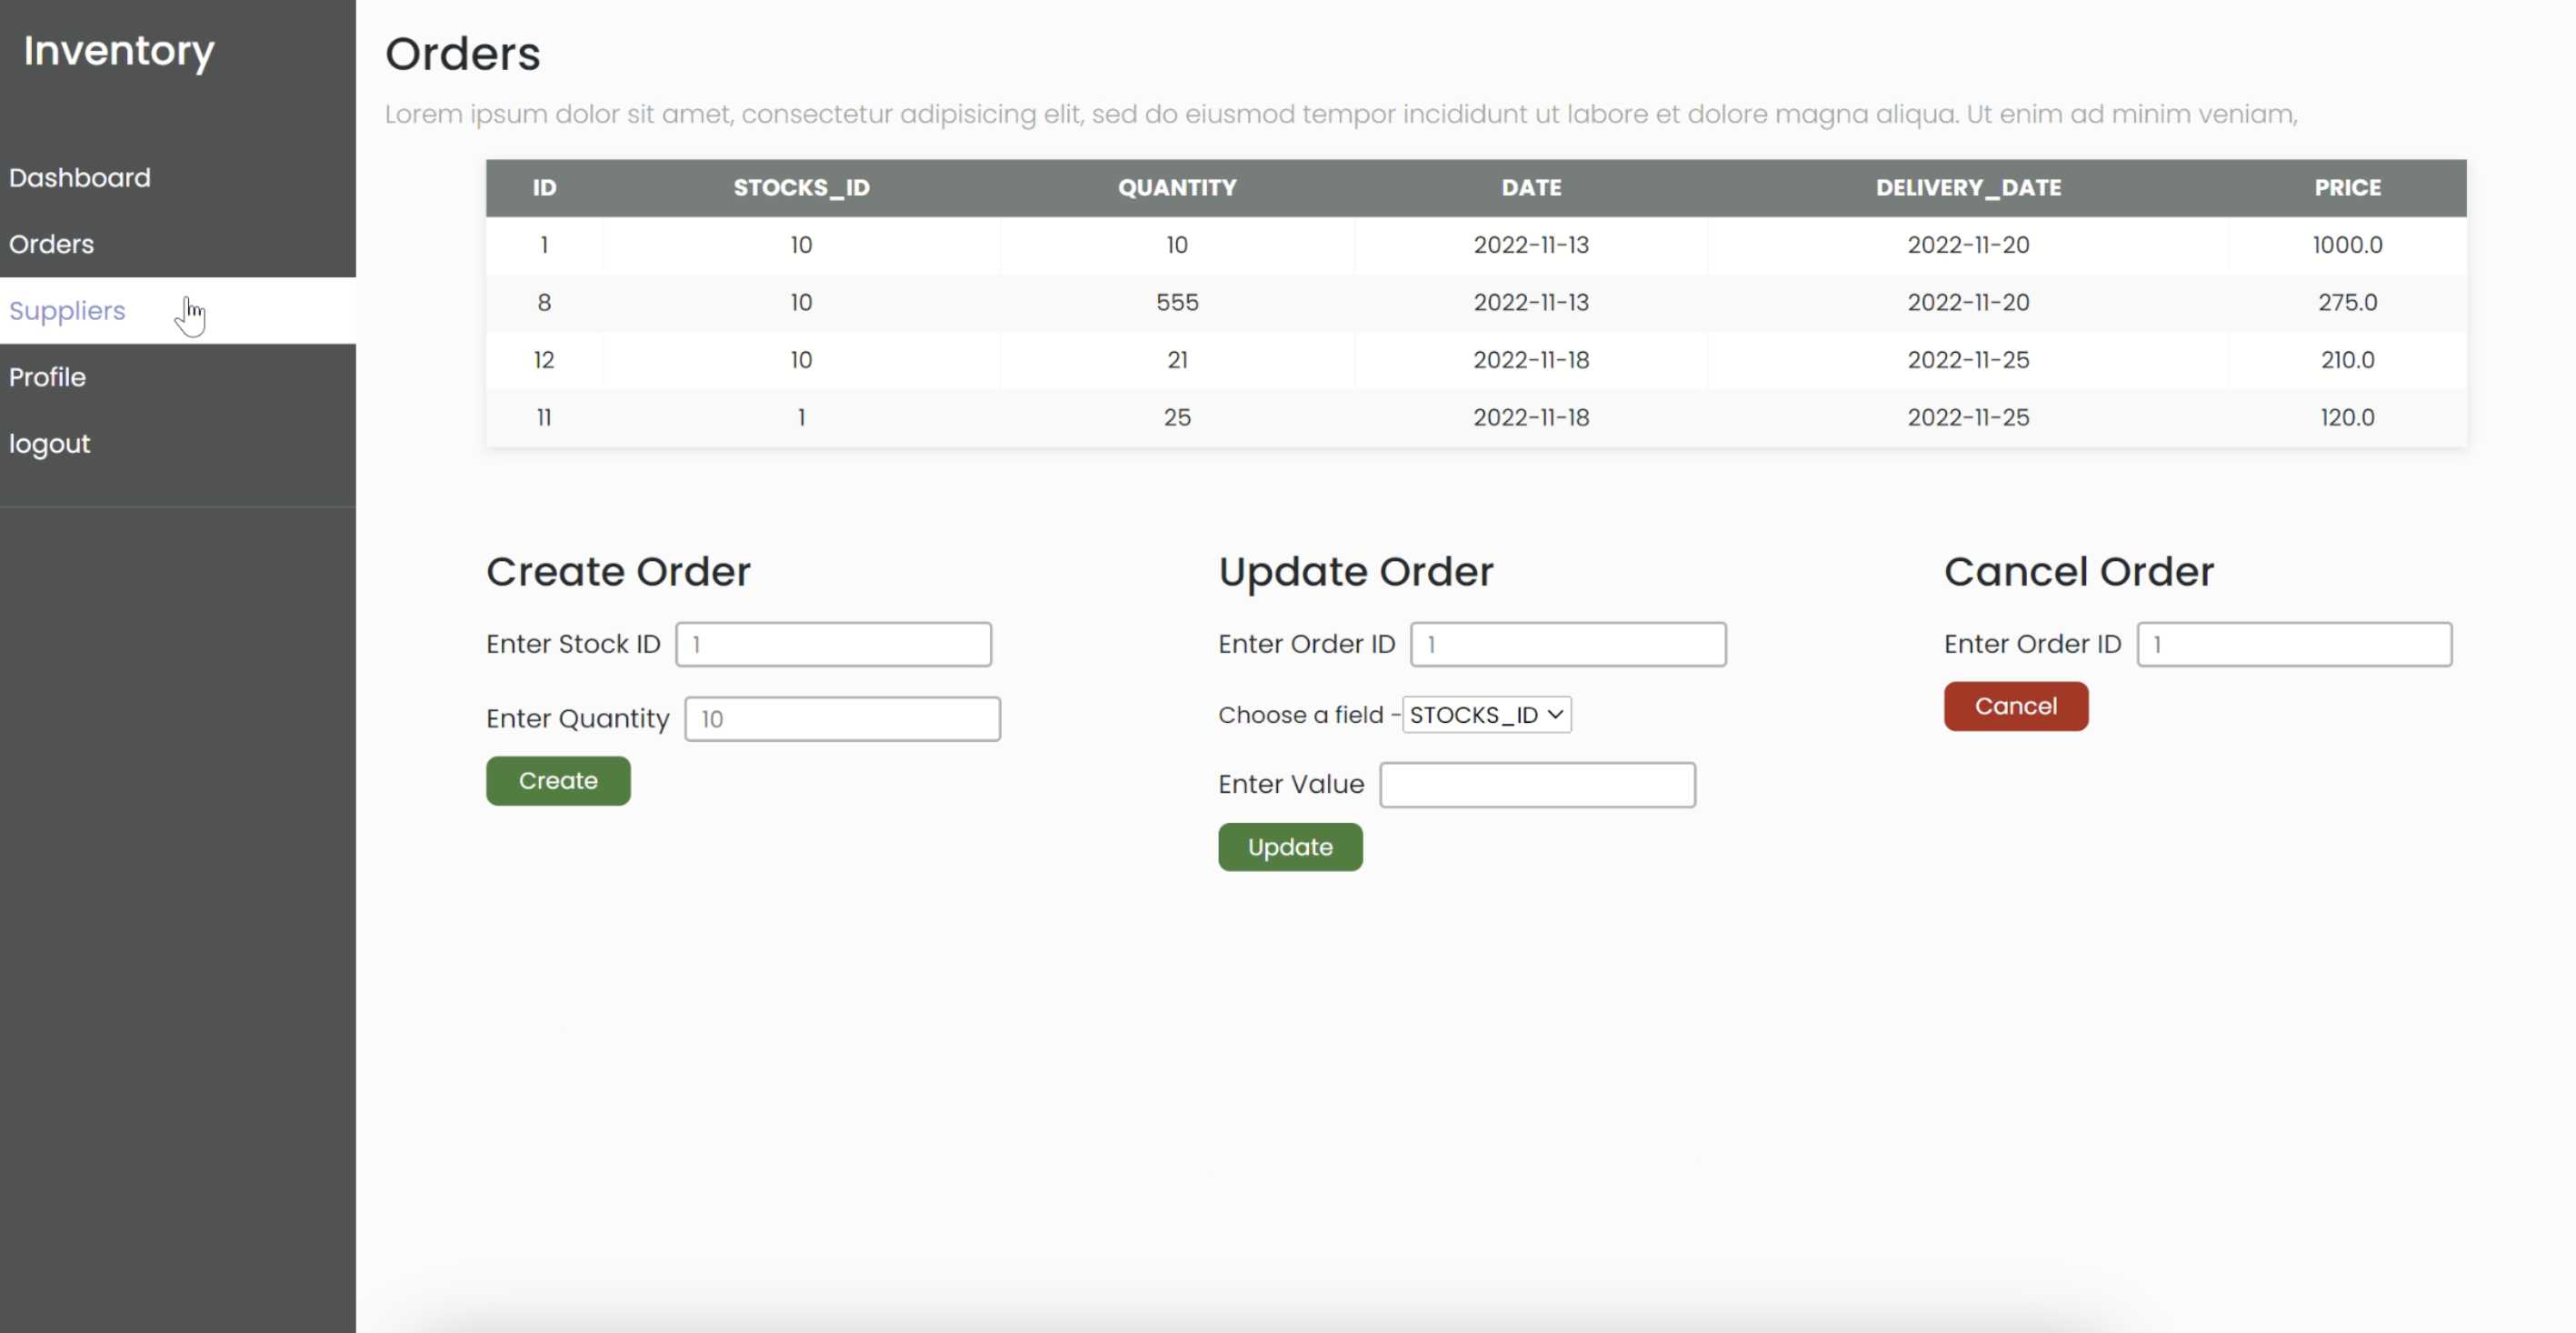 Inventory
Dashboard
Orders
Suppliers
Profile
logout
Orders
Lorem ipsum dolor sit amet, consectetur adipisicing elit, sed do eiusmod tempor incididunt ut labore et dolore magna aliqua. Ut enim ad minim veniam,
ID STOCKS_ID QUANTITY DATE DELIVERY_DATE PRICE
1 10 10 2022-11-13 2022-11-20 1000.0
8 10 555 2022-11-13 2022-11-20 275.0
12 10 21 2022-11-18 2022-11-25 210.0
11 1 25 2022-11-18 2022-11-25 120.0
Create Order
Enter Stock ID 1
Enter Quantity 10
Create
Update Order
Enter Order ID 1
Choose a field - STOCKS_ID
Enter Value
Update
Cancel Order
Enter Order ID 1
Cancel